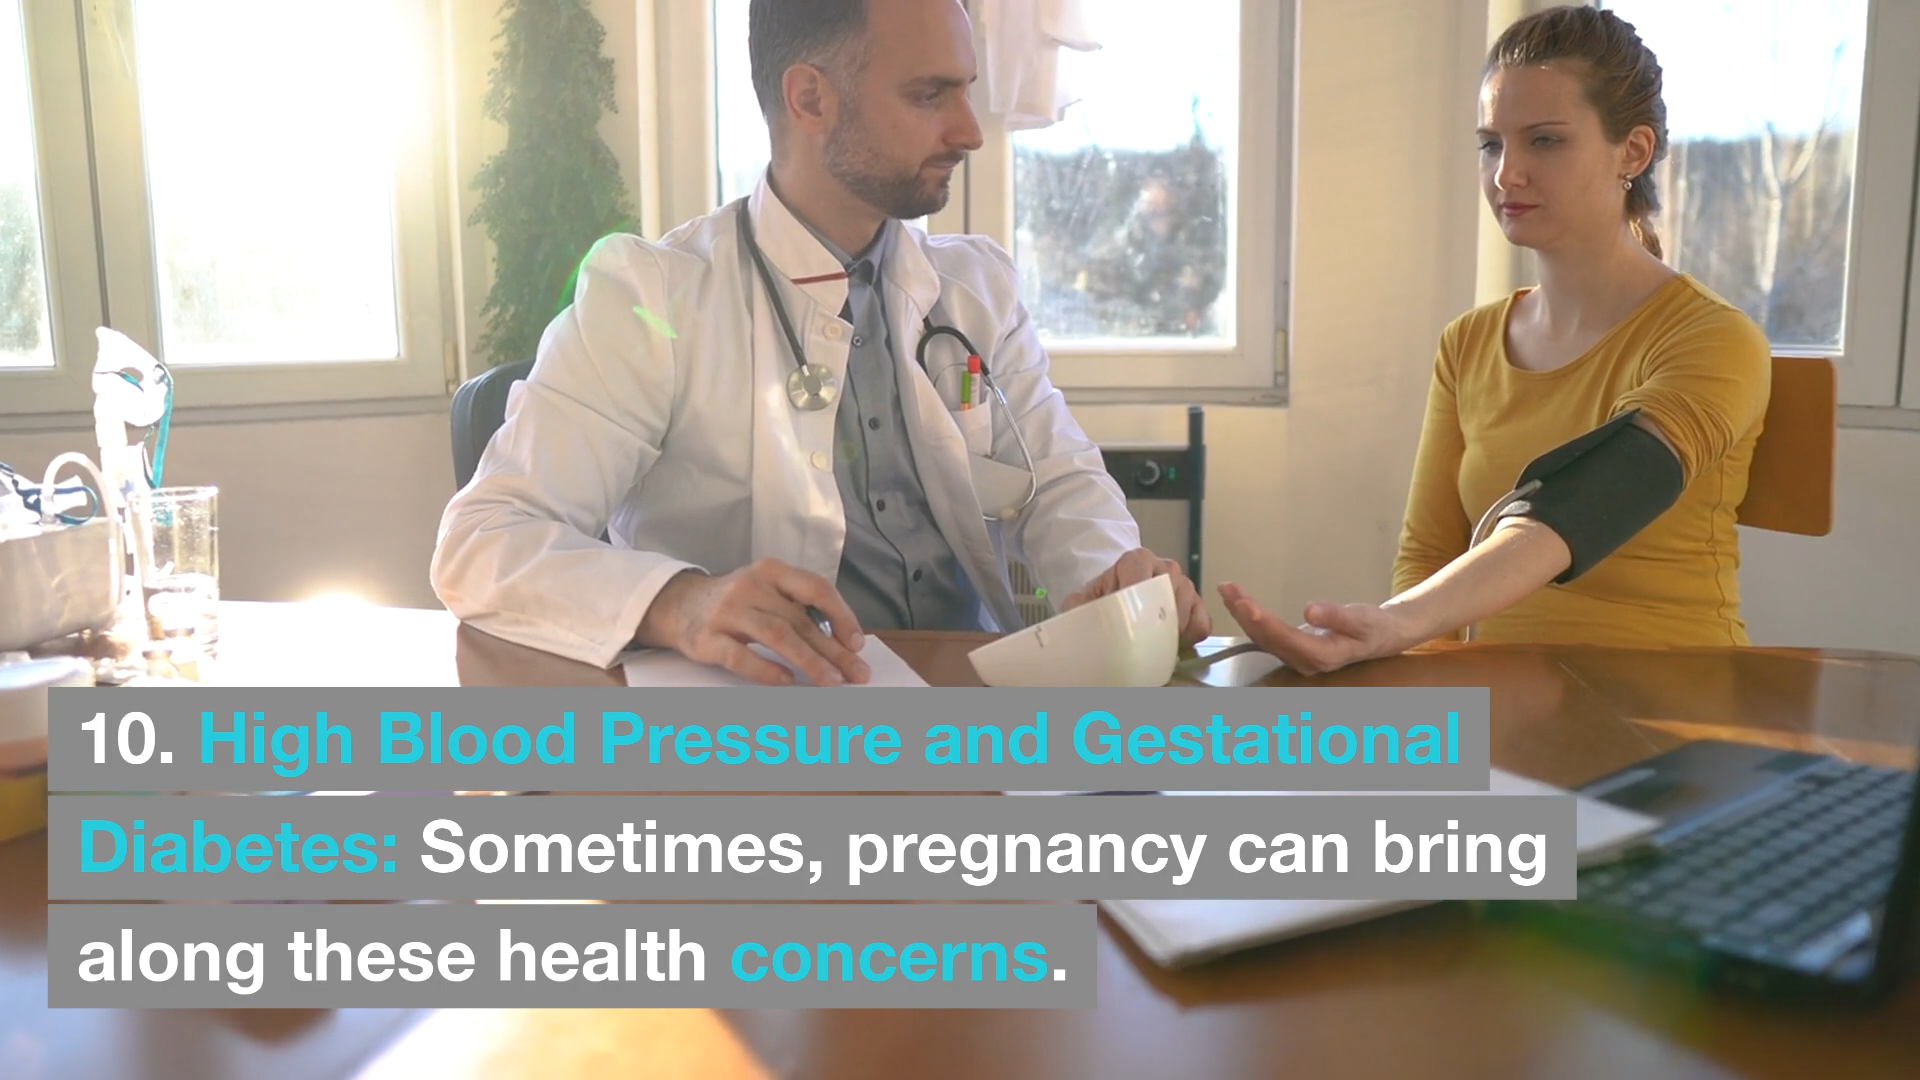 10. High Blood Pressure and Gestational
Diabetes: Sometimes, pregnancy can bring
along these health concerns.